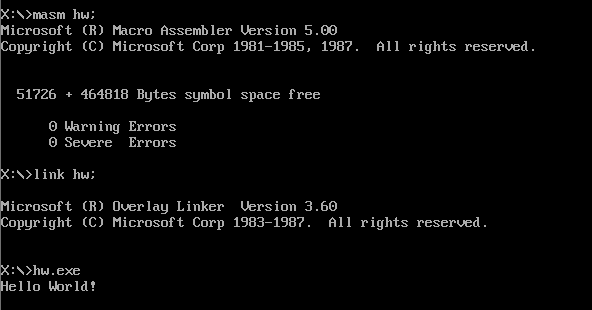 X:\>masm hw;
Microsoft (R) Macro Assembler Version 5.00
Copyright (C) Microsoft Corp 1981-1985, 1987.  All rights reserved.
51726 + 464818 Bytes symbol space free
0 Warning Errors
0 Severe  Errors
X:\>link hw;
Microsoft (R) Overlay Linker  Version 3.60
Copyright (C) Microsoft Corp 1983-1987.  All rights reserved.
X:\>hw.exe
Hello World!